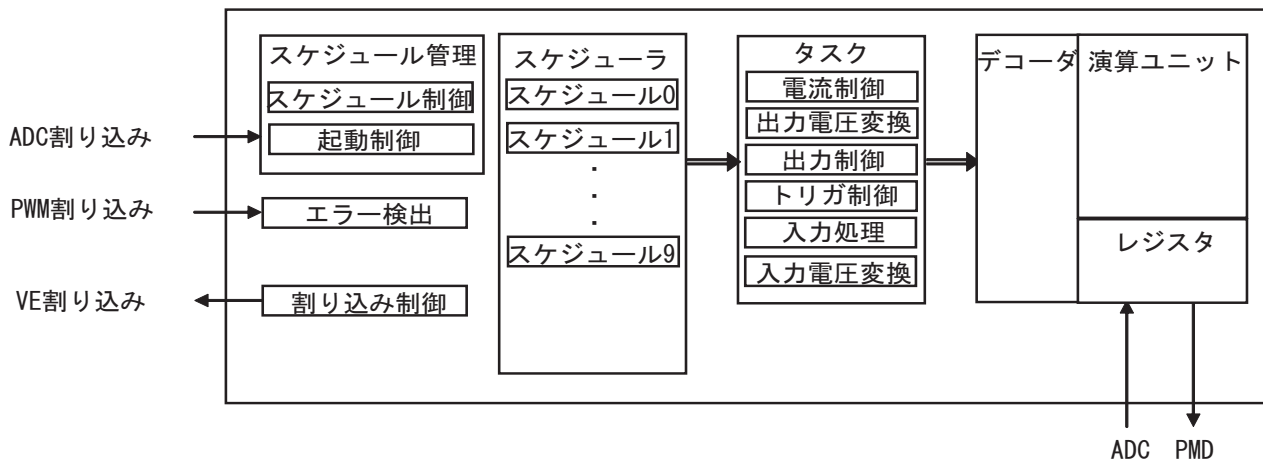 スケジュール管理
スケジュール制御
起動制御
ADC割り込み
PWM割り込み
エラー検出
VE割り込み
割り込み制御
スケジューラ
スケジュール0
スケジュール1
・
・
・
スケジュール9
タスク
電流制御
出力電圧変換
出力制御
トリガ制御
入力処理
入力電圧変換
デコーダ
演算ユニット
レジスタ
ADC
PMD